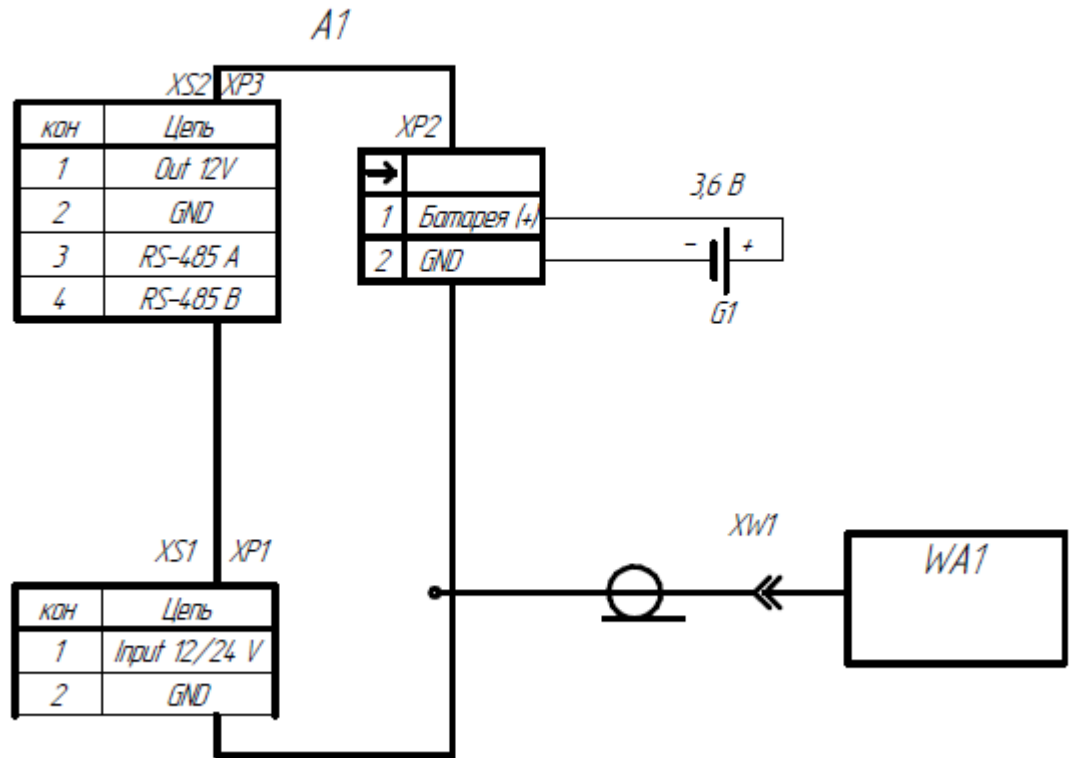 A1
XS2 XP3
кон Цепь
1 Out 12V
2 GND
3 RS-485 A
4 RS-485 B
XP2
1 Батарея (+)
2 GND
3,6 В
- +
G1
XS1 XP1
кон Цепь
1 Input 12/24 V
2 GND
XW1
WA1